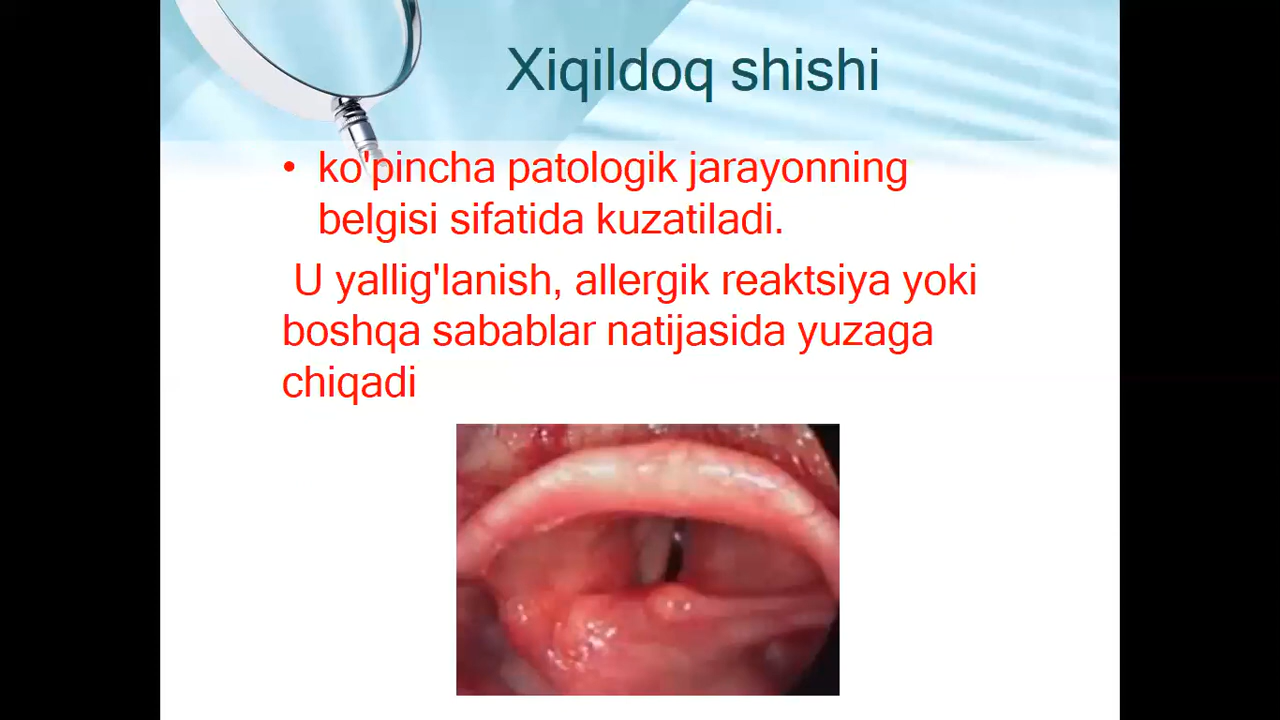 Xiqildoq shishi
• ko'pincha patologik jarayonning
belgisi sifatida kuzatiladi.
U yallig'lanish, allergik reaktsiya yoki
boshqa sabablar natijasida yuzaga
chiqadi